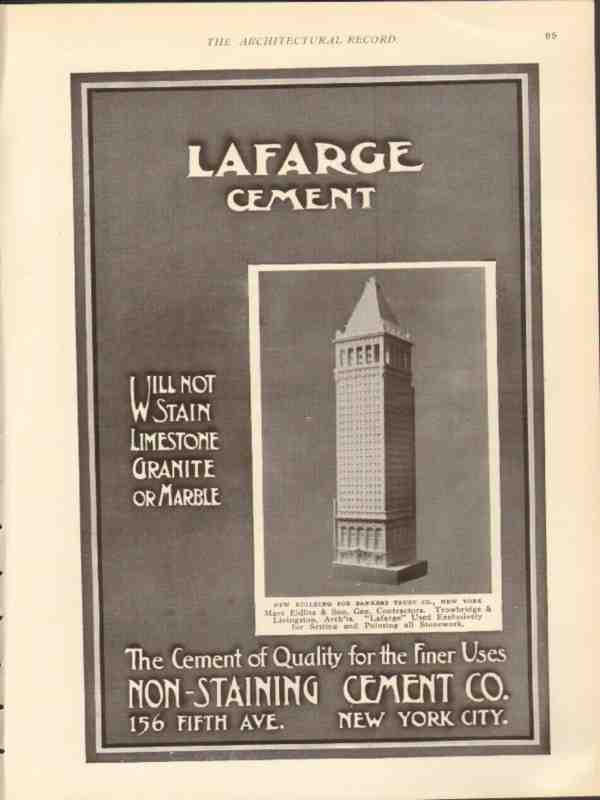 THE ARCHITECTURAL RECORD.
95
LAFARGE
CEMENT
WILL NOT
STAIN
LIMESTONE
GRANITE
OR MARBLE
NEW BUILDING FOR BANKERS TRUST CO., NEW YORK
Marc Eidlitz & Son, Gen. Contractors. Trowbridge &
Livingston, Arch'ts. "Lafarge" Used Exclusively
for Setting and Pointing all Stonework.
The Cement of Quality for the Finer Uses
NON-STAINING CEMENT CO.
156 FIFTH AVE. NEW YORK CITY.